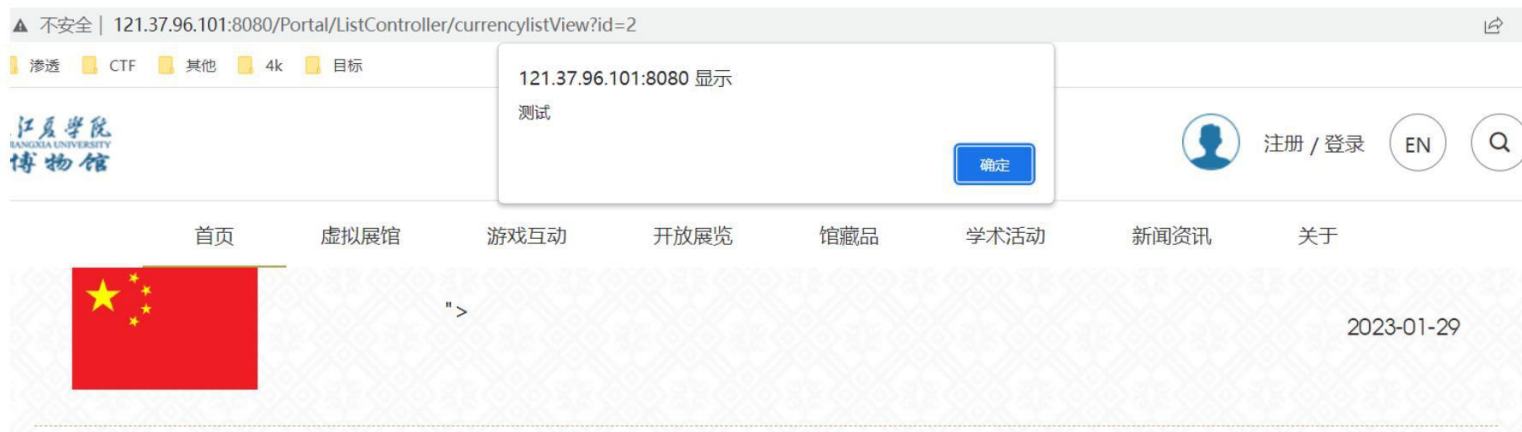 不安全 | 121.37.96.101:8080/Portal/ListController/currencylistView?id=2
渗透 CTF 其他 4k 目标
121.37.96.101:8080 显示
测试
确定
江夏学院
JIANGXIA UNIVERSITY
博物馆
注册 / 登录 EN
首页 虚拟展馆 游戏互动 开放展览 馆藏品 学术活动 新闻资讯 关于
">
2023-01-29